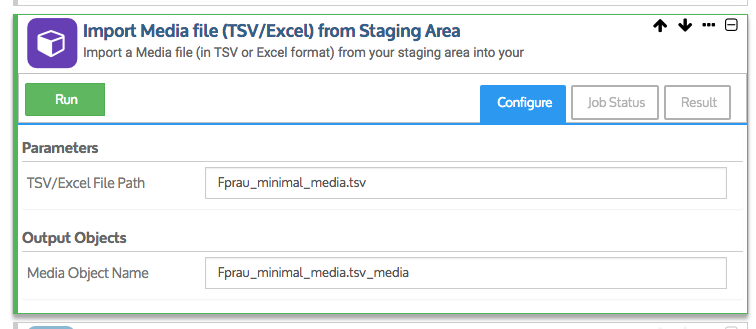 Import Media file (TSV/Excel) from Staging Area
Import a Media file (in TSV or Excel format) from your staging area into your
Run
Configure
Job Status
Result
Parameters
TSV/Excel File Path
Fprau_minimal_media.tsv
Output Objects
Media Object Name
Fprau_minimal_media.tsv_media